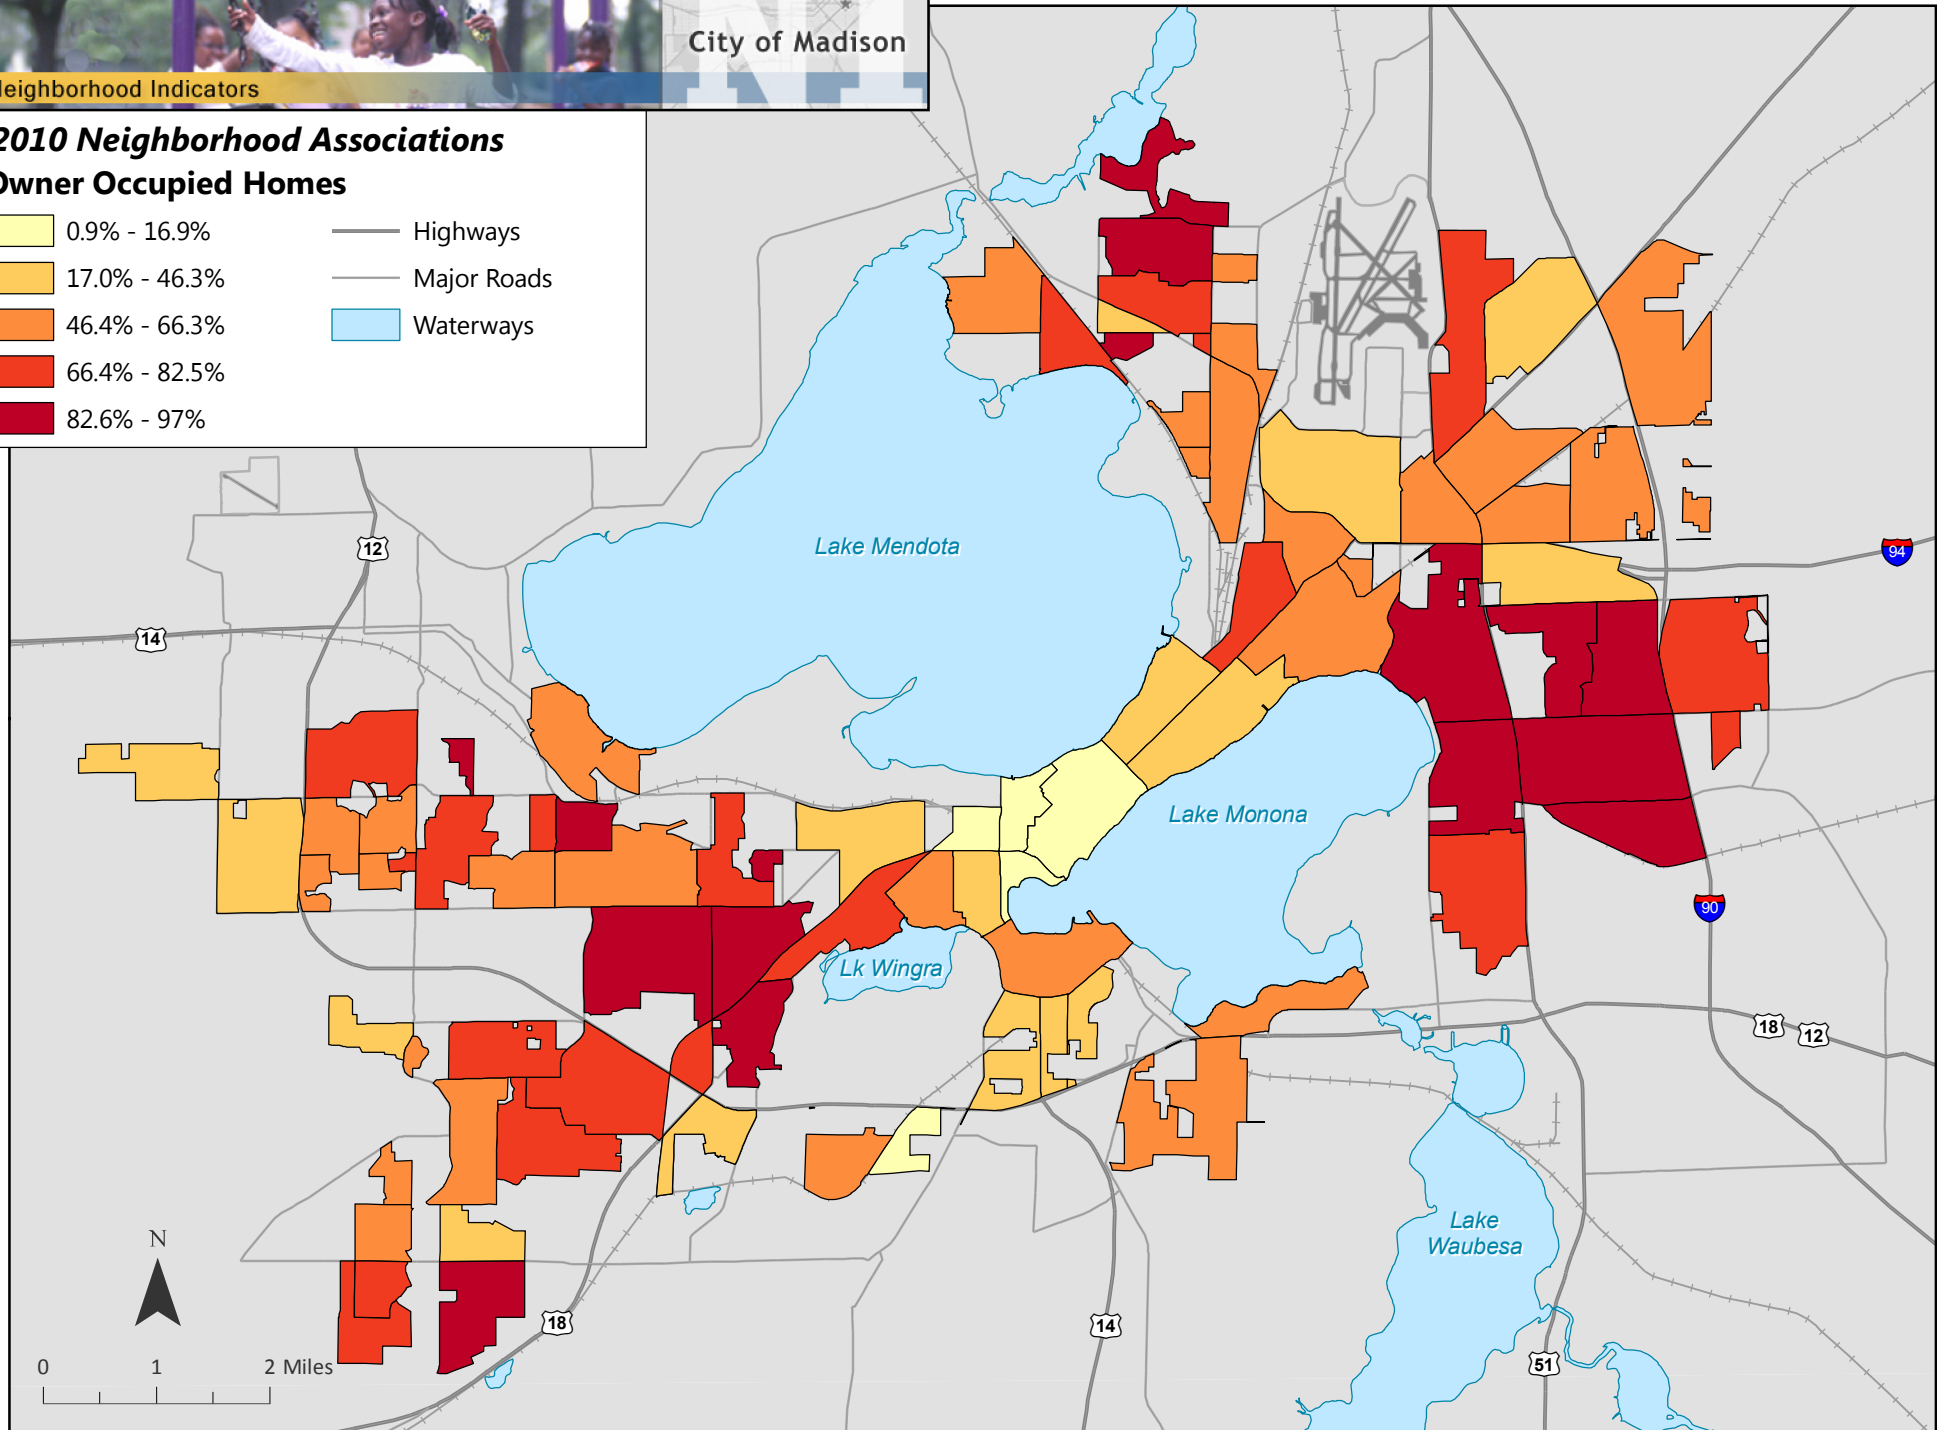 City of Madison
Neighborhood Indicators
2010 Neighborhood Associations
Owner Occupied Homes
0.9% - 16.9%
17.0% - 46.3%
46.4% - 66.3%
66.4% - 82.5%
82.6% - 97%
Highways
Major Roads
Waterways
Lake Mendota
12
94
14
Lake Monona
90
Lk Wingra
18
12
Lake
Waubesa
N
18
14
51
0 1 2 Miles